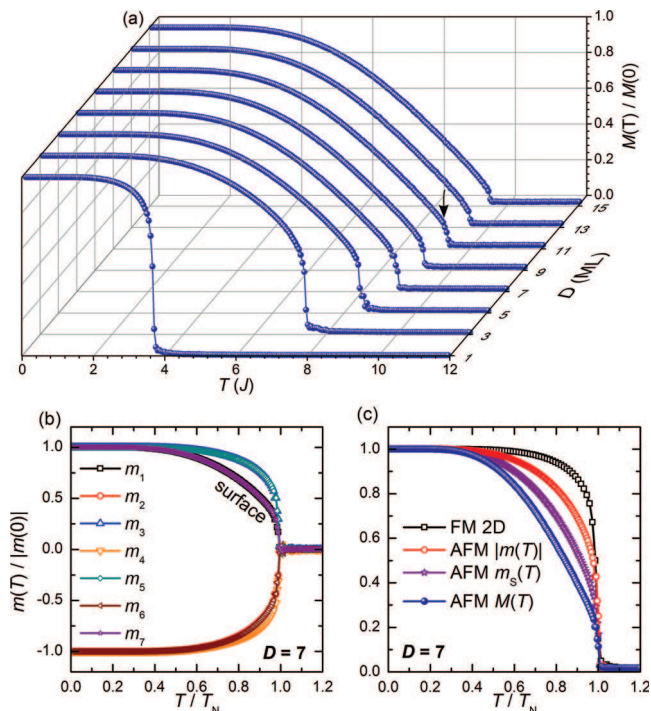 (a)
1.0
0.8
0.6
0.4
0.2
0.0
M(T) / M(0)
15
13
11
9
7
5
3
1
D (ML)
0 2 4 6 8 10 12
T (J)
(b)
1.0
0.5
0.0
-0.5
-1.0
m(T) / |m(0)|
surface
m1
m2
m3
m4
m5
m6
m7
D = 7
0.0 0.2 0.4 0.6 0.8 1.0 1.2
T / TN
(c)
1.0
0.8
0.6
0.4
0.2
0.0
FM 2D
AFM |m(T)|
AFM mS(T)
AFM M(T)
D = 7
0.0 0.2 0.4 0.6 0.8 1.0 1.2
T / TN